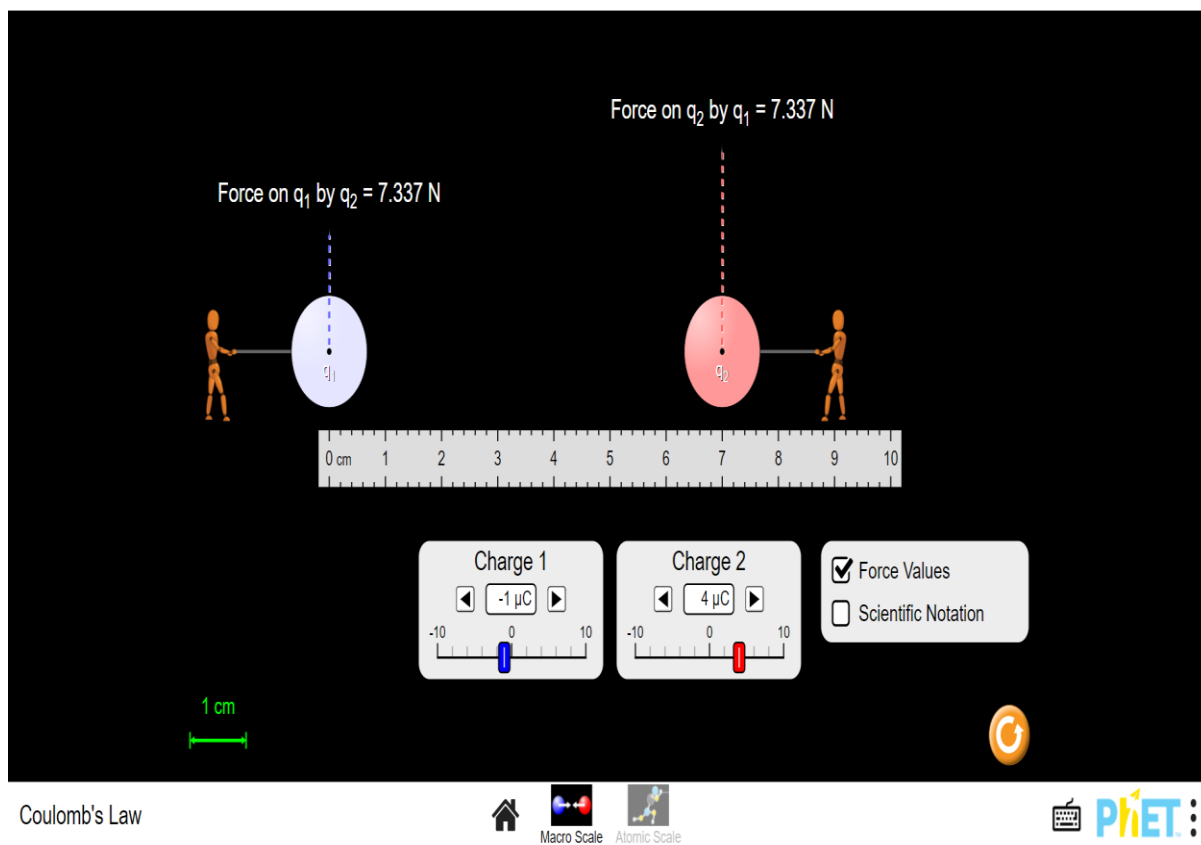 Force on q2 by q1 = 7.337 N
Force on q1 by q2 = 7.337 N
q1
q2
0 cm 1 2 3 4 5 6 7 8 9 10
Charge 1
-1 μC
-10 0 10
Charge 2
4 μC
-10 0 10
Force Values
Scientific Notation
1 cm
Coulomb's Law
Macro Scale
Atomic Scale
PhET